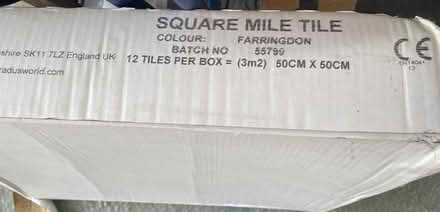 SQUARE MILE TILE
COLOUR: FARRINGDON
BATCH NO 55799
12 TILES PER BOX = (3m2) 50CM X 50CM
shire SK11 7LZ England UK
radusworld.com
CE
EN14041